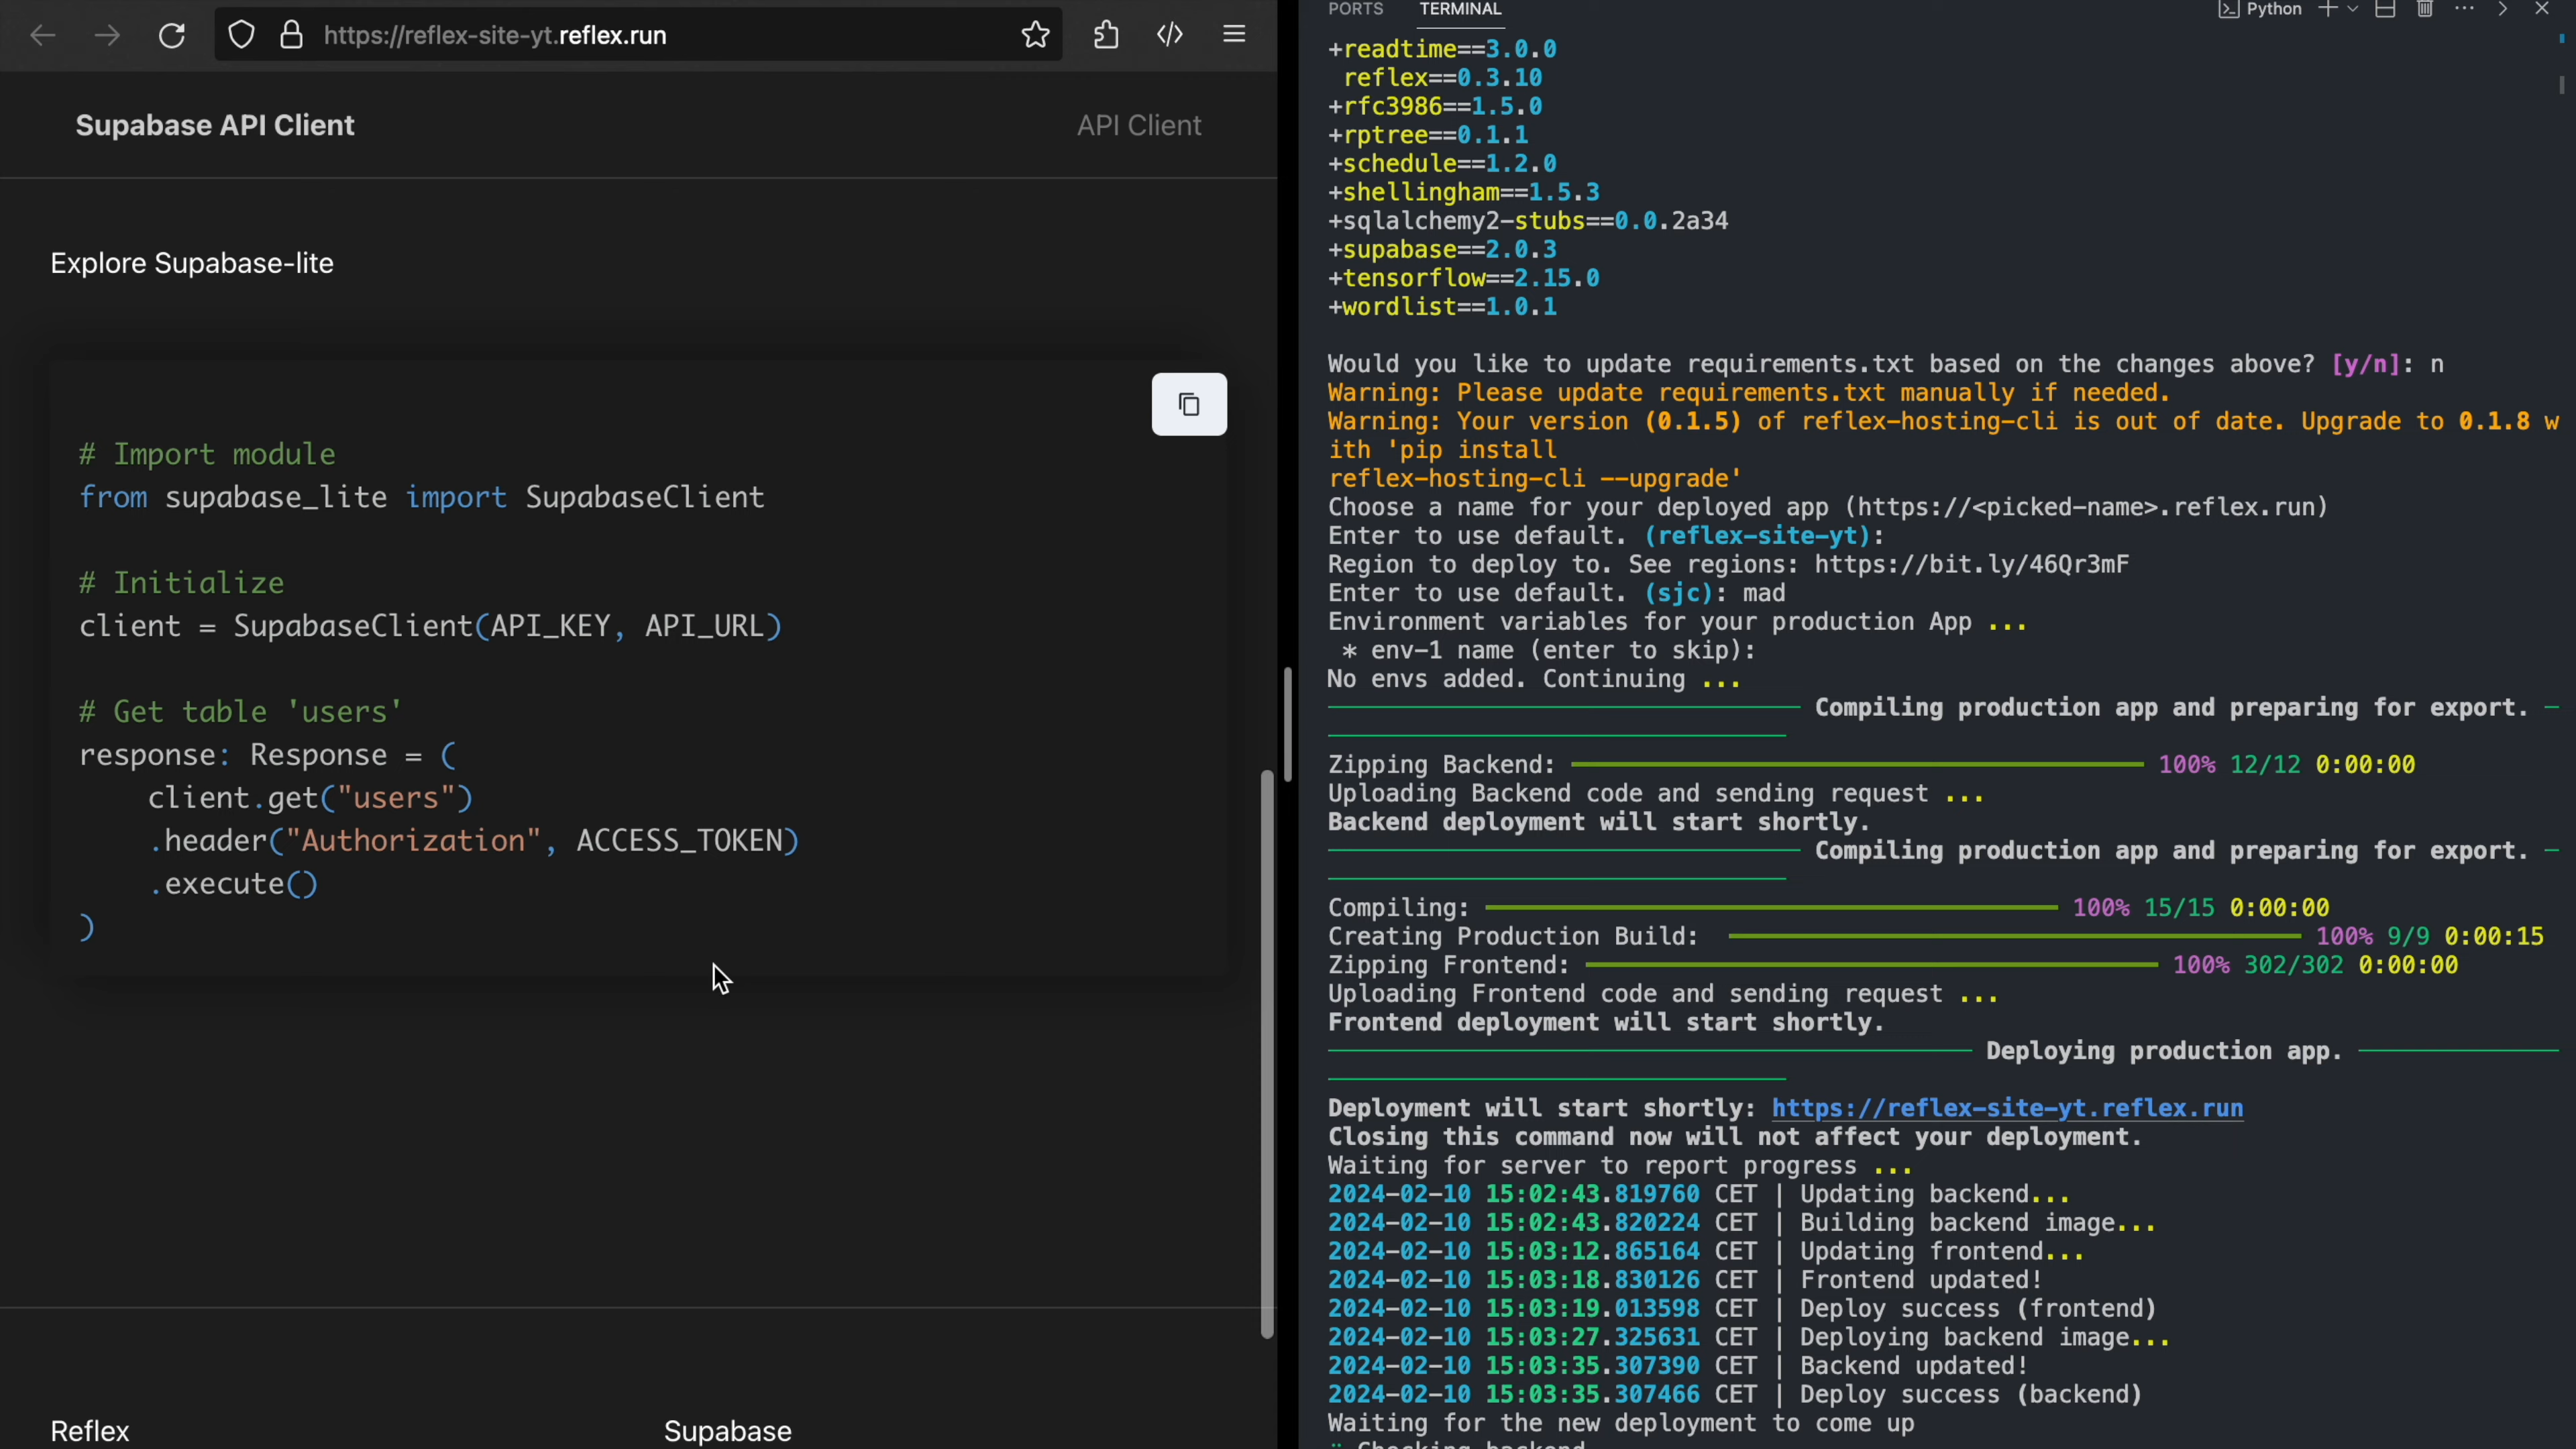 https://reflex-site-yt.reflex.run
Supabase API Client
API Client
Explore Supabase-lite
# Import module
from supabase_lite import SupabaseClient
# Initialize
client = SupabaseClient(API_KEY, API_URL)
# Get table 'users'
response: Response = (
client.get("users")
.header("Authorization", ACCESS_TOKEN)
.execute()
)
Reflex
Supabase
PORTS
TERMINAL
Python
+readtime==3.0.0
reflex==0.3.10
+rfc3986==1.5.0
+rptree==0.1.1
+schedule==1.2.0
+shellingham==1.5.3
+sqlalchemy2-stubs==0.0.2a34
+supabase==2.0.3
+tensorflow==2.15.0
+wordlist==1.0.1
Would you like to update requirements.txt based on the changes above? [y/n]: n
Warning: Please update requirements.txt manually if needed.
Warning: Your version (0.1.5) of reflex-hosting-cli is out of date. Upgrade to 0.1.8 w
ith 'pip install
reflex-hosting-cli --upgrade'
Choose a name for your deployed app (https://<picked-name>.reflex.run)
Enter to use default. (reflex-site-yt):
Region to deploy to. See regions: https://bit.ly/46Qr3mF
Enter to use default. (sjc): mad
Environment variables for your production App ...
* env-1 name (enter to skip):
No envs added. Continuing ...
Compiling production app and preparing for export.
Zipping Backend: 100% 12/12 0:00:00
Uploading Backend code and sending request ...
Backend deployment will start shortly.
Compiling production app and preparing for export.
Compiling: 100% 15/15 0:00:00
Creating Production Build: 100% 9/9 0:00:15
Zipping Frontend: 100% 302/302 0:00:00
Uploading Frontend code and sending request ...
Frontend deployment will start shortly.
Deploying production app.
Deployment will start shortly: https://reflex-site-yt.reflex.run
Closing this command now will not affect your deployment.
Waiting for server to report progress ...
2024-02-10 15:02:43.819760 CET | Updating backend...
2024-02-10 15:02:43.820224 CET | Building backend image...
2024-02-10 15:03:12.865164 CET | Updating frontend...
2024-02-10 15:03:18.830126 CET | Frontend updated!
2024-02-10 15:03:19.013598 CET | Deploy success (frontend)
2024-02-10 15:03:27.325631 CET | Deploying backend image...
2024-02-10 15:03:35.307390 CET | Backend updated!
2024-02-10 15:03:35.307466 CET | Deploy success (backend)
Waiting for the new deployment to come up
Checking backend